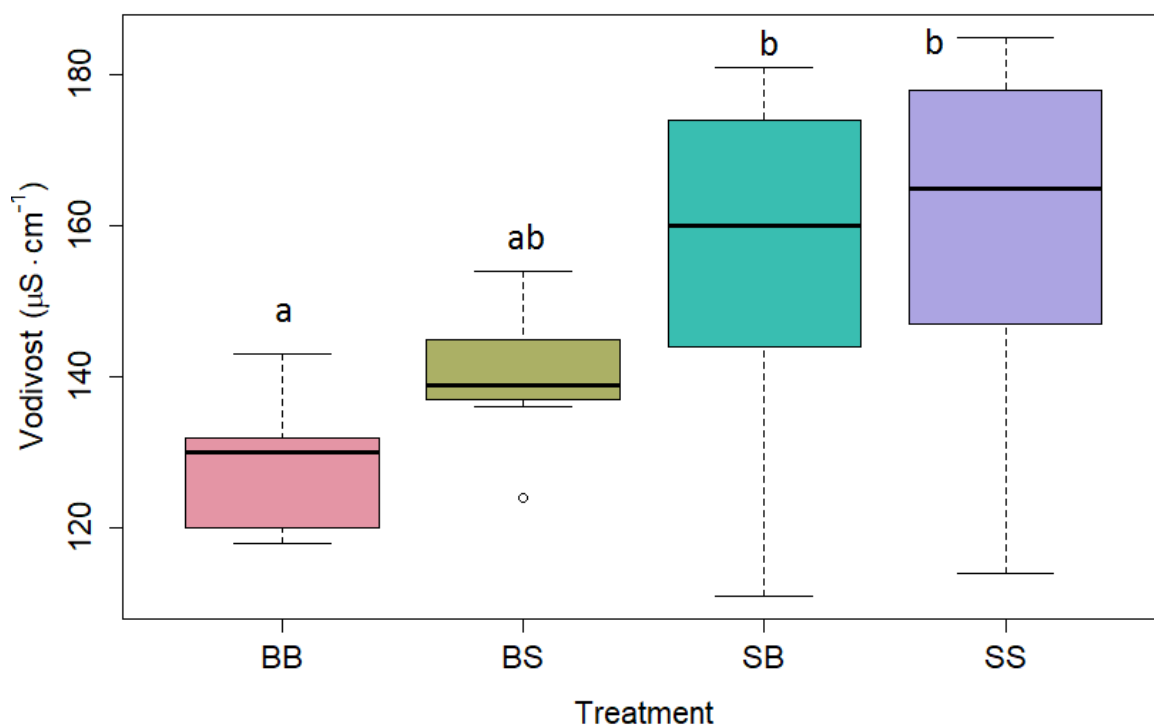 Vodivost (µS · cm⁻¹)
180
160
140
120
a
ab
b
b
BB BS SB SS
Treatment